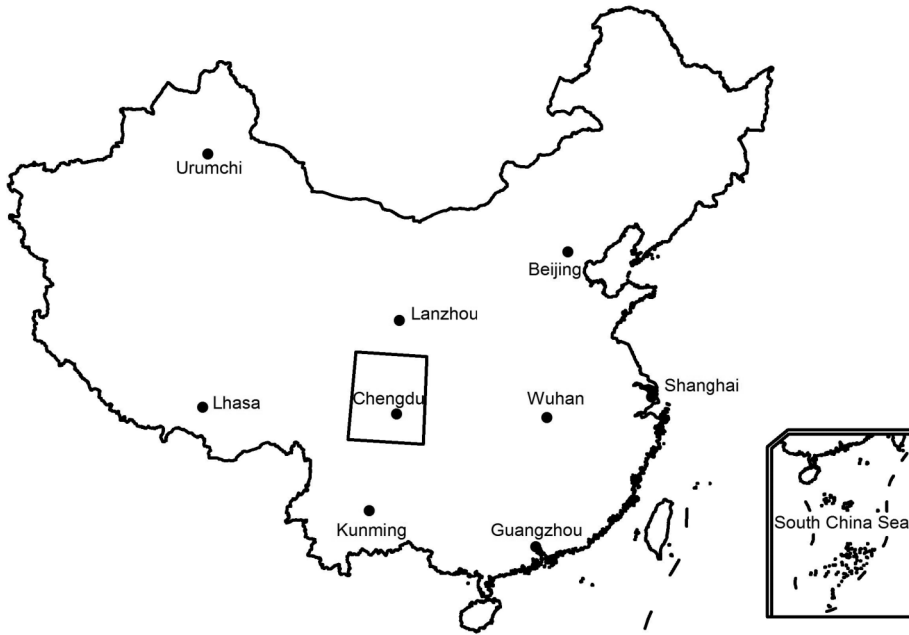 Urumchi
Beijing
Lanzhou
Chengdu
Lhasa
Wuhan
Shanghai
Kunming
Guangzhou
South China Sea